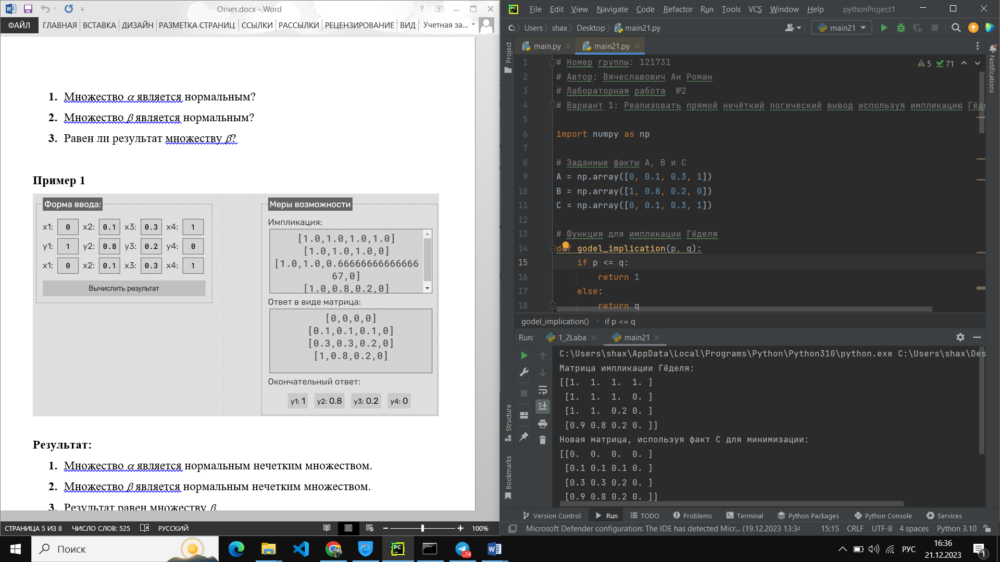 Отчет.docx - Word
ФАЙЛ ГЛАВНАЯ ВСТАВКА ДИЗАЙН РАЗМЕТКА СТРАНИЦ ССЫЛКИ РАССЫЛКИ РЕЦЕНЗИРОВАНИЕ ВИД Учетная за...
1. Множество α является нормальным?
2. Множество β является нормальным?
3. Равен ли результат множеству β?
Пример 1
Форма ввода:
x1: 0 x2: 0.1 x3: 0.3 x4: 1
y1: 1 y2: 0.8 y3: 0.2 y4: 0
x1: 0 x2: 0.1 x3: 0.3 x4: 1
Вычислить результат
Меры возможности
Импликация:
[1.0,1.0,1.0,1.0]
[1.0,1.0,1.0,0]
[1.0,1.0,0.66666666666666
67,0]
[1.0,0.8,0.2,0]
Ответ в виде матрица:
[0,0,0,0]
[0.1,0.1,0.1,0]
[0.3,0.3,0.2,0]
[1,0.8,0.2,0]
Окончательный ответ:
y1: 1 y2: 0.8 y3: 0.2 y4: 0
Результат:
1. Множество α является нормальным нечетким множеством.
2. Множество β является нормальным нечетким множеством.
3. Результат равен множеству β
СТРАНИЦА 5 ИЗ 8 ЧИСЛО СЛОВ: 525 РУССКИЙ 100%
PC File Edit View Navigate Code Refactor Run Tools VCS Window Help pythonProject1
C: Users shax Desktop main21.py main21
Project
main.py main21.py
Notifications
5 71
1 # Номер группы: 121731
2 # Автор: Вячеславович Ан Роман
3 # Лабораторная работа №2
4 # Вариант 1: Реализовать прямой нечёткий логический вывод используя импликацию Гёде
5
6 import numpy as np
7
8 # Заданные факты A, B и C
9 A = np.array([0, 0.1, 0.3, 1])
10 B = np.array([1, 0.8, 0.2, 0])
11 C = np.array([0, 0.1, 0.3, 1])
12
13 # Функция для импликации Гёделя
14 def godel_implication(p, q):
15 if p <= q:
16 return 1
17 else:
18 return q
godel_implication() if p <= q
Run: 1_2Laba main21
C:\Users\shax\AppData\Local\Programs\Python\Python310\python.exe C:\Users\shax\Des
Матрица импликации Гёделя:
[[1. 1. 1. 1. ]
[1. 1. 1. 0. ]
[1. 1. 0.2 0. ]
[0.9 0.8 0.2 0. ]]
Новая матрица, используя факт C для минимизации:
[[0. 0. 0. 0. ]
[0.1 0.1 0.1 0. ]
[0.3 0.3 0.2 0. ]
[0.9 0.8 0.2 0. ]]
Structure
Bookmarks
Version Control Run TODO Problems Terminal Python Packages Python Console Services
Microsoft Defender configuration: The IDE has detected Micr... (19.12.2023 13:34 15:15 CRLF UTF-8 4 spaces Python 3.10
Поиск PC ..74 РУС 16:36
21.12.2023 1